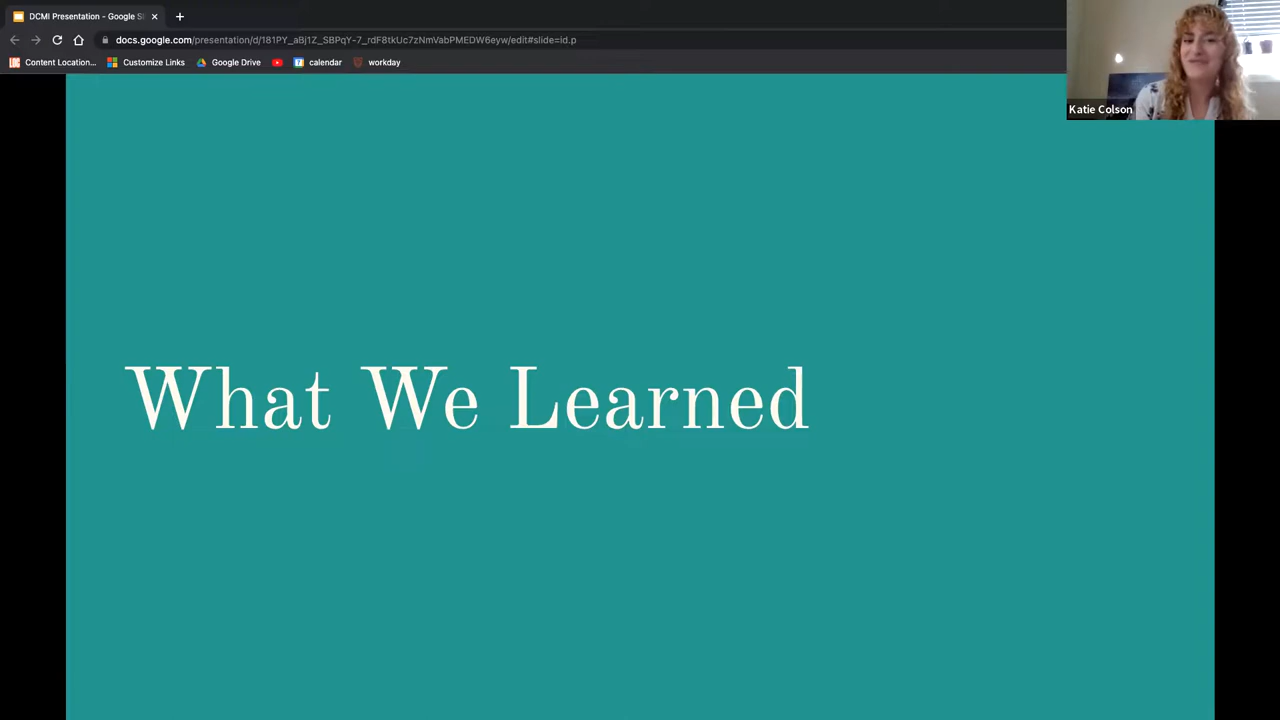 DCMI Presentation - Google Sl
docs.google.com/presentation/d/181PY_aBj1Z_SBPqY-7_rdF8tkUc7zNmVabPMEDW6eyw/edit#slide=id.p
Content Location... Customize Links Google Drive calendar workday
Katie Colson
What We Learned